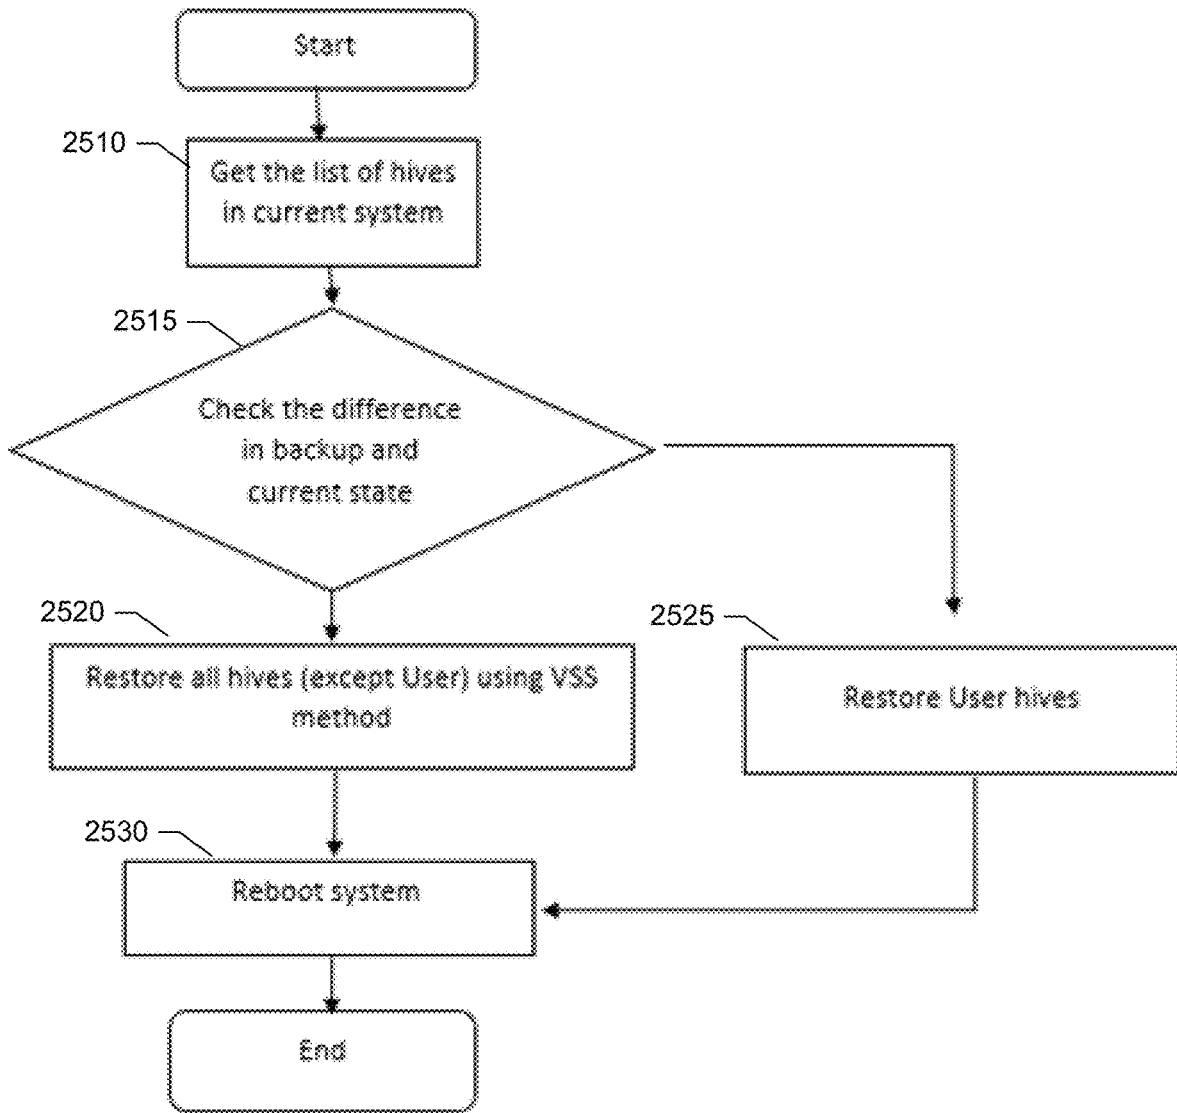 Start
2510
Get the list of hives
in current system
2515
Check the difference
in backup and
current state
2520
Restore all hives (except User) using VSS
method
2525
Restore User hives
2530
Reboot system
End